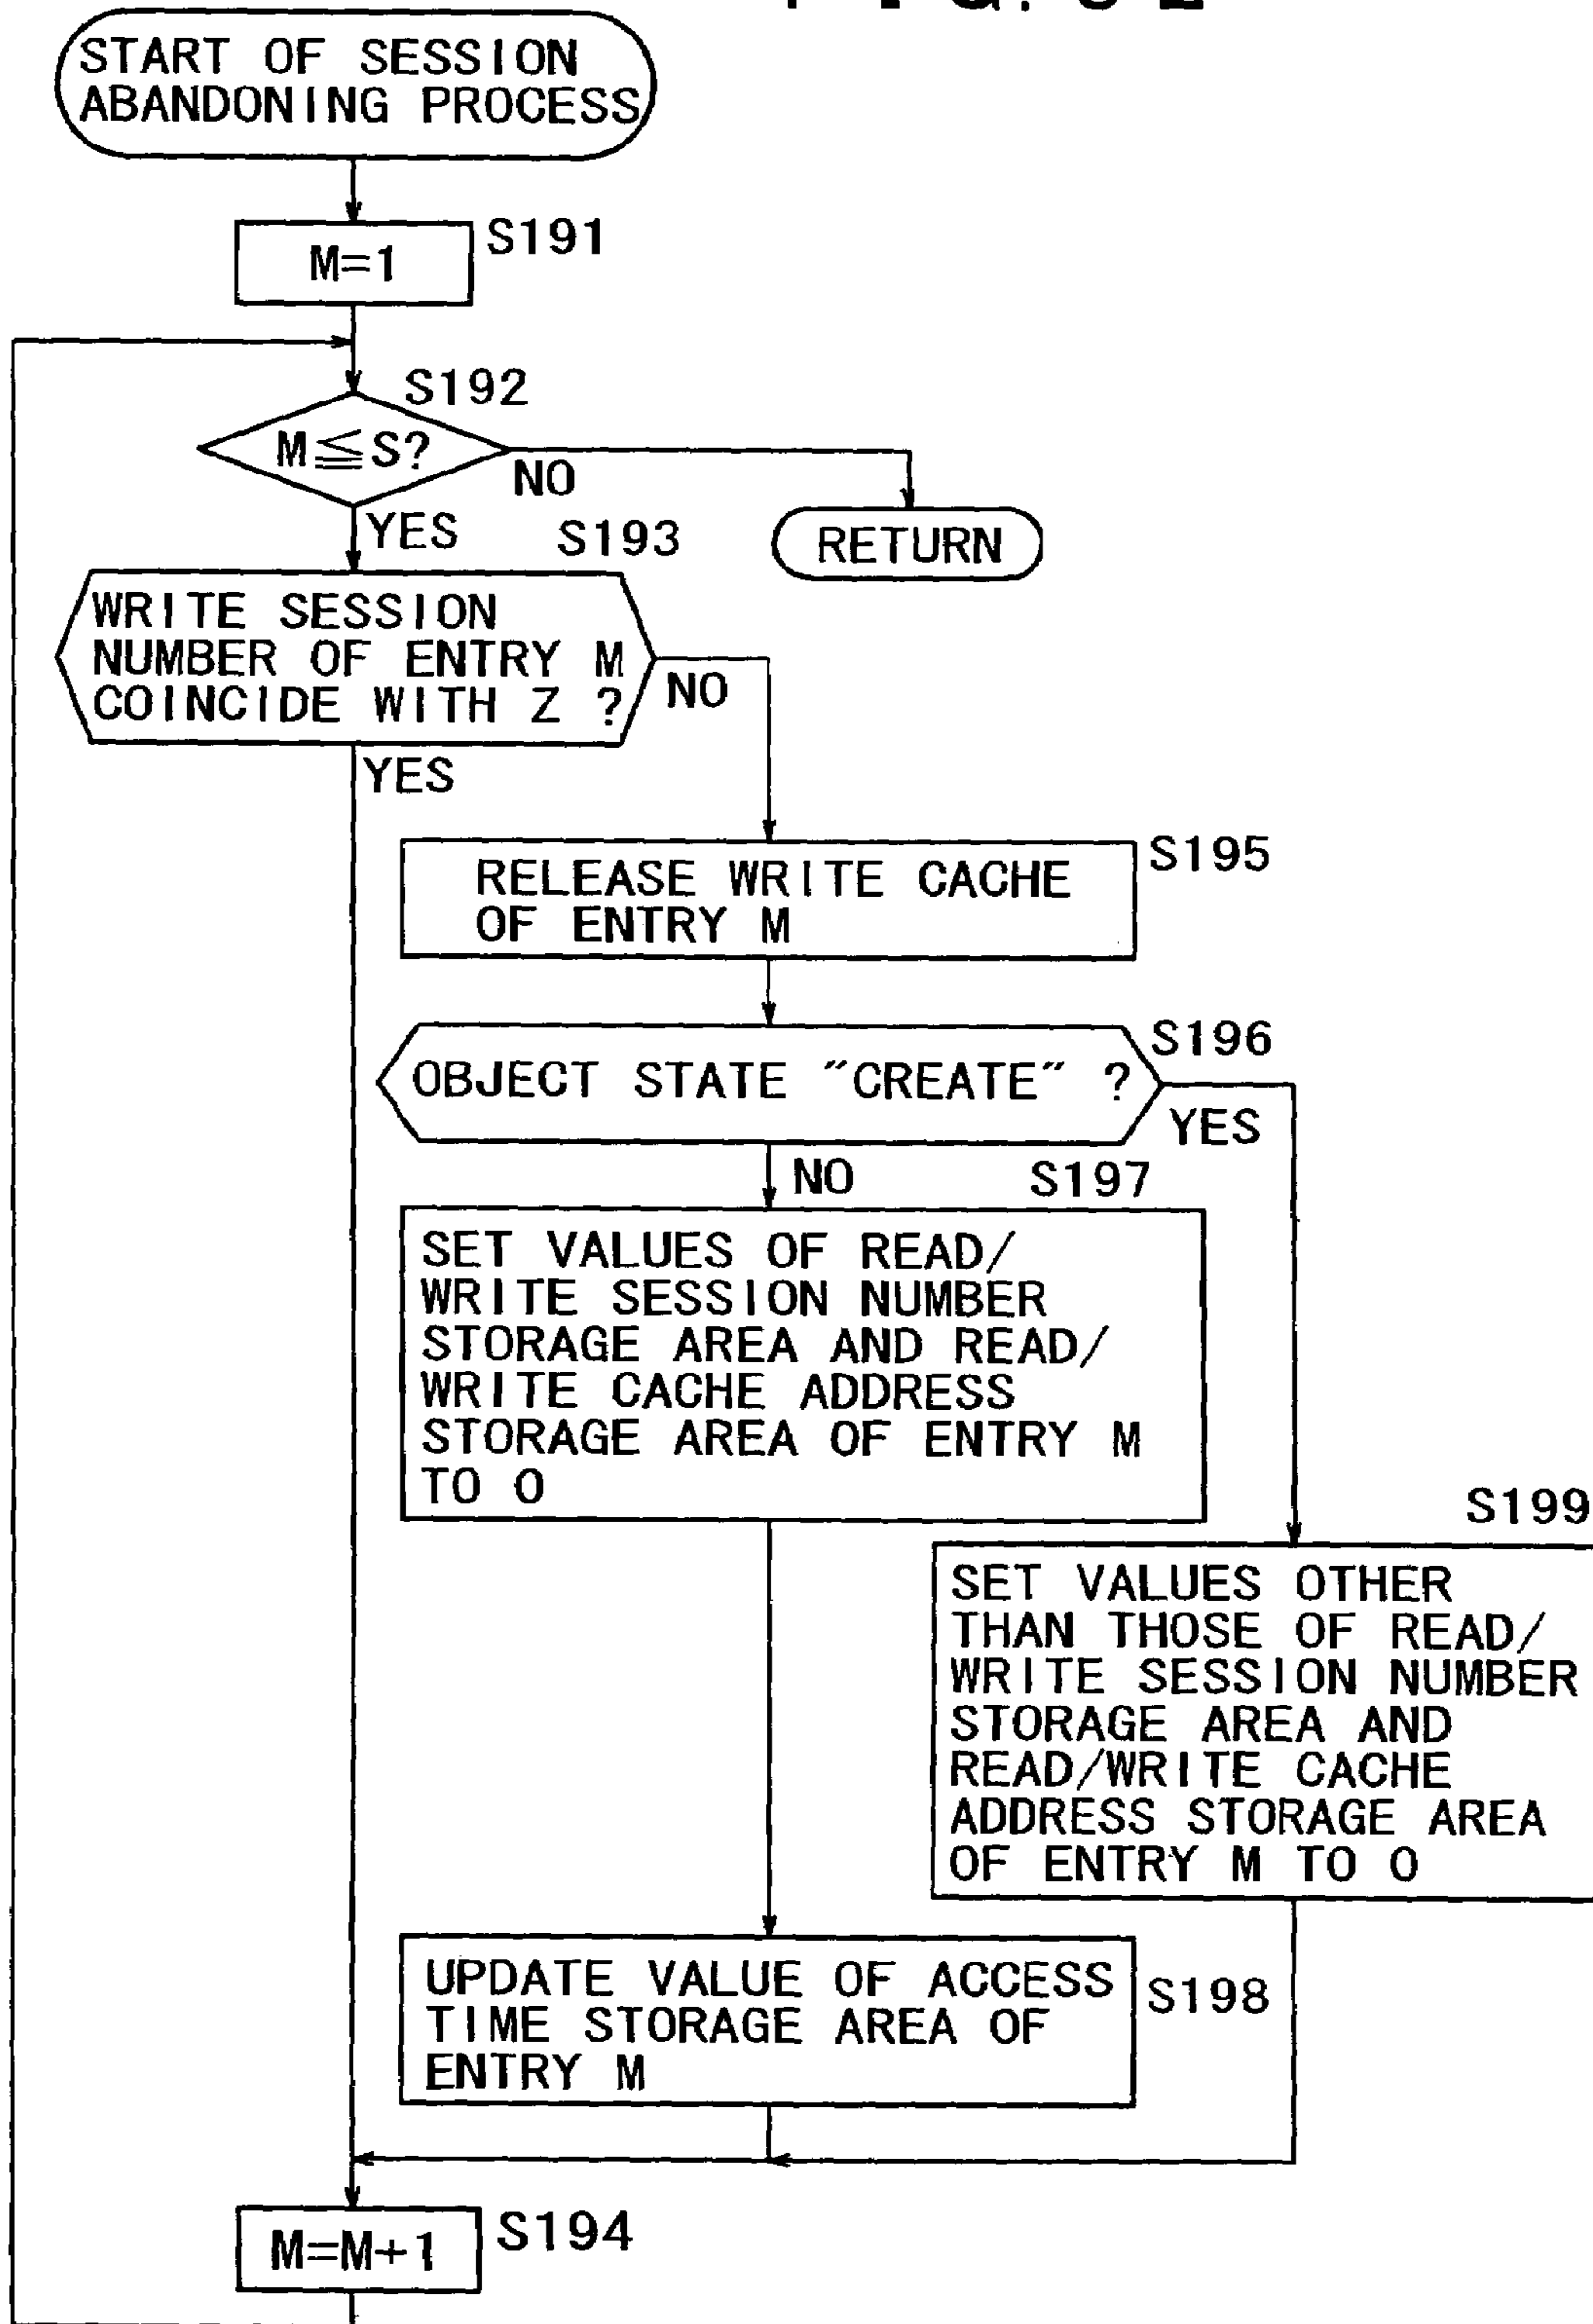 START OF SESSION
ABANDONING PROCESS
M=1
S191
S192
M≦S?
NO
YES
RETURN
S193
WRITE SESSION
NUMBER OF ENTRY M
COINCIDE WITH Z ?
NO
YES
RELEASE WRITE CACHE
OF ENTRY M
S195
OBJECT STATE "CREATE" ?
S196
YES
NO
S197
SET VALUES OF READ/
WRITE SESSION NUMBER
STORAGE AREA AND READ/
WRITE CACHE ADDRESS
STORAGE AREA OF ENTRY M
TO 0
S199
SET VALUES OTHER
THAN THOSE OF READ/
WRITE SESSION NUMBER
STORAGE AREA AND
READ/WRITE CACHE
ADDRESS STORAGE AREA
OF ENTRY M TO 0
UPDATE VALUE OF ACCESS
TIME STORAGE AREA OF
ENTRY M
S198
M=M+1
S194